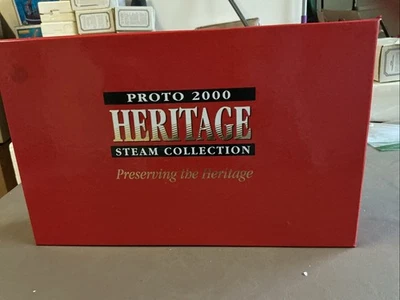 PROTO 2000
HERITAGE
STEAM COLLECTION
Preserving the Heritage